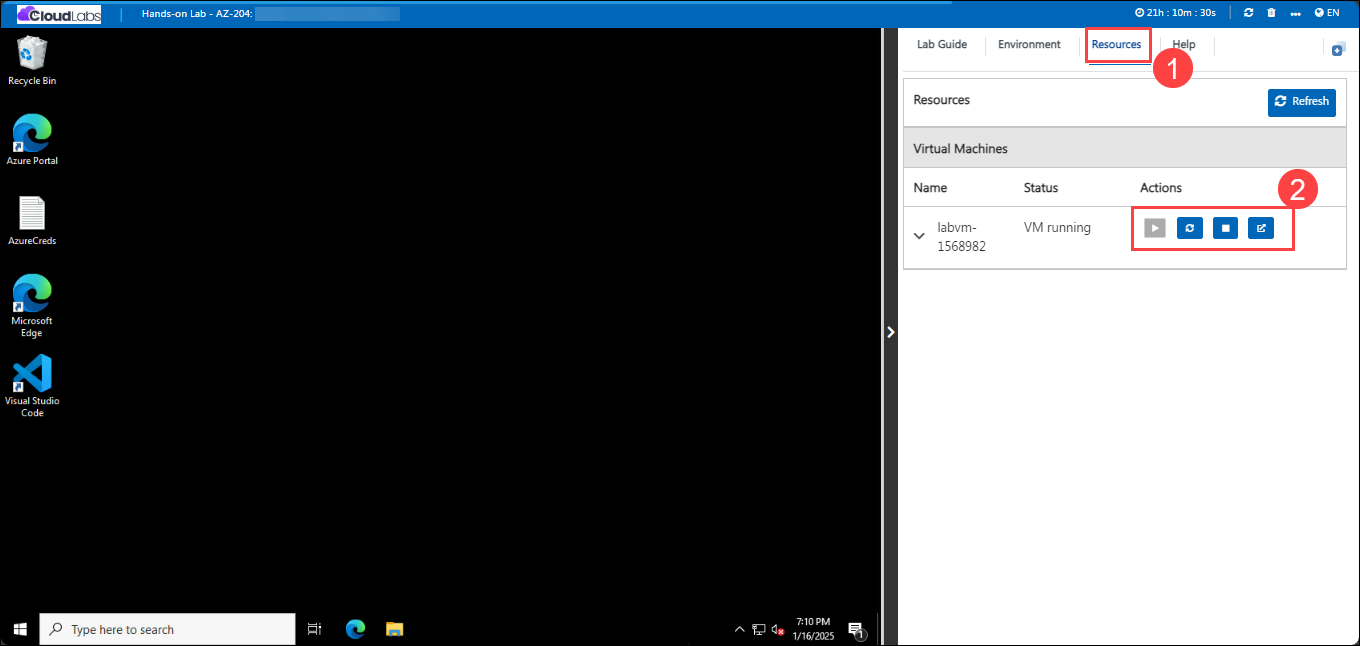 CloudLabs
Hands-on Lab - AZ-204:
21h : 10m : 30s
EN
Recycle Bin
Azure Portal
AzureCreds
Microsoft
Edge
Visual Studio
Code
Lab Guide
Environment
Resources
Help
1
Resources
Refresh
Virtual Machines
Name
Status
Actions
2
labvm-
1568982
VM running
Type here to search
7:10 PM
1/16/2025
1